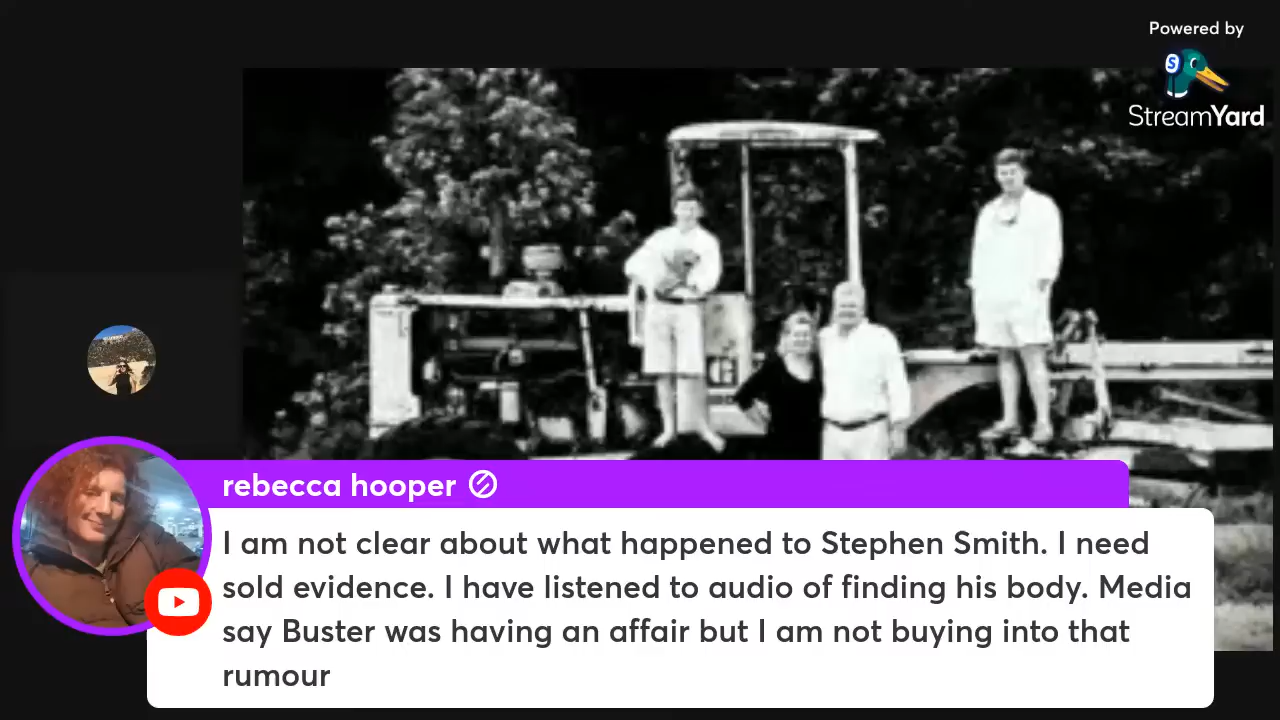 Powered by
StreamYard
rebecca hooper
I am not clear about what happened to Stephen Smith. I need
sold evidence. I have listened to audio of finding his body. Media
say Buster was having an affair but I am not buying into that
rumour